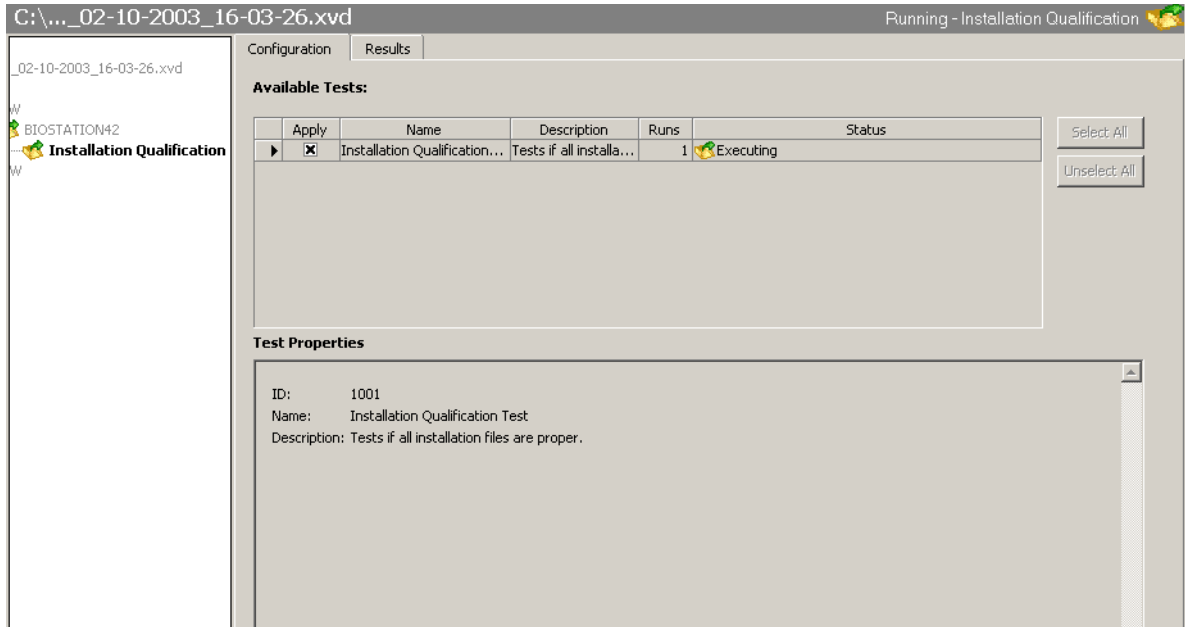 C:\..._02-10-2003_16-03-26.xvd
Running - Installation Qualification
_02-10-2003_16-03-26.xvd
W
BIOSTATION42
Installation Qualification
W
Configuration Results
Available Tests:
Apply Name Description Runs Status
Installation Qualification... Tests if all installa... 1 Executing
Select All
Unselect All
Test Properties
ID: 1001
Name: Installation Qualification Test
Description: Tests if all installation files are proper.